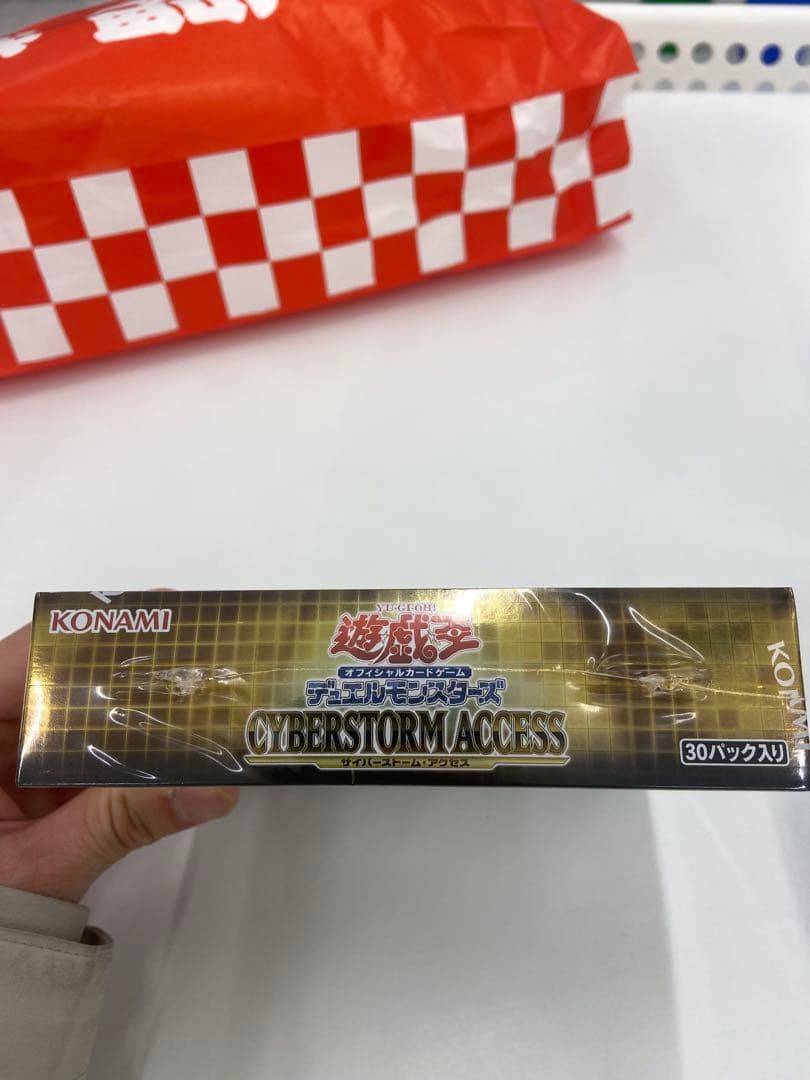 KONAMI
YU-GI-OH!
遊戯王
オフィシャルカードゲーム
デュエルモンスターズ
CYBERSTORM ACCESS
サイバーストーム・アクセス
30パック入り
KONAMI